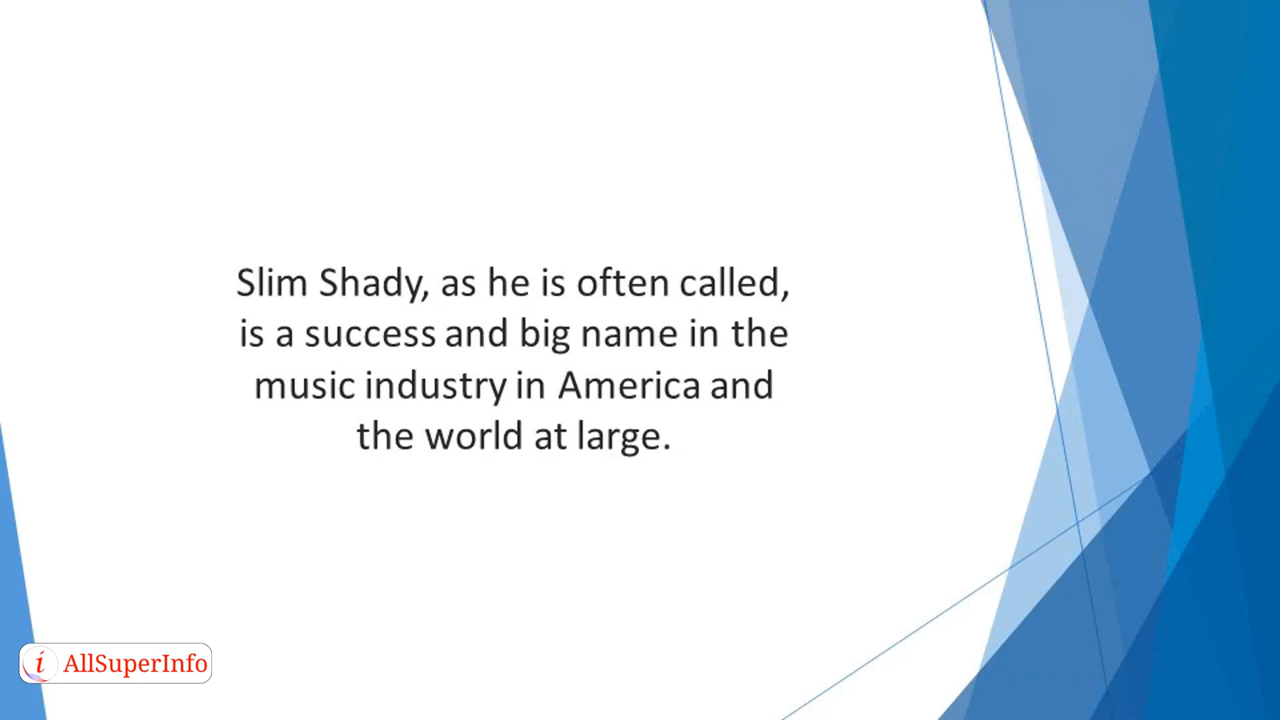 Slim Shady, as he is often called,
is a success and big name in the
music industry in America and
the world at large.
i AllSuperInfo